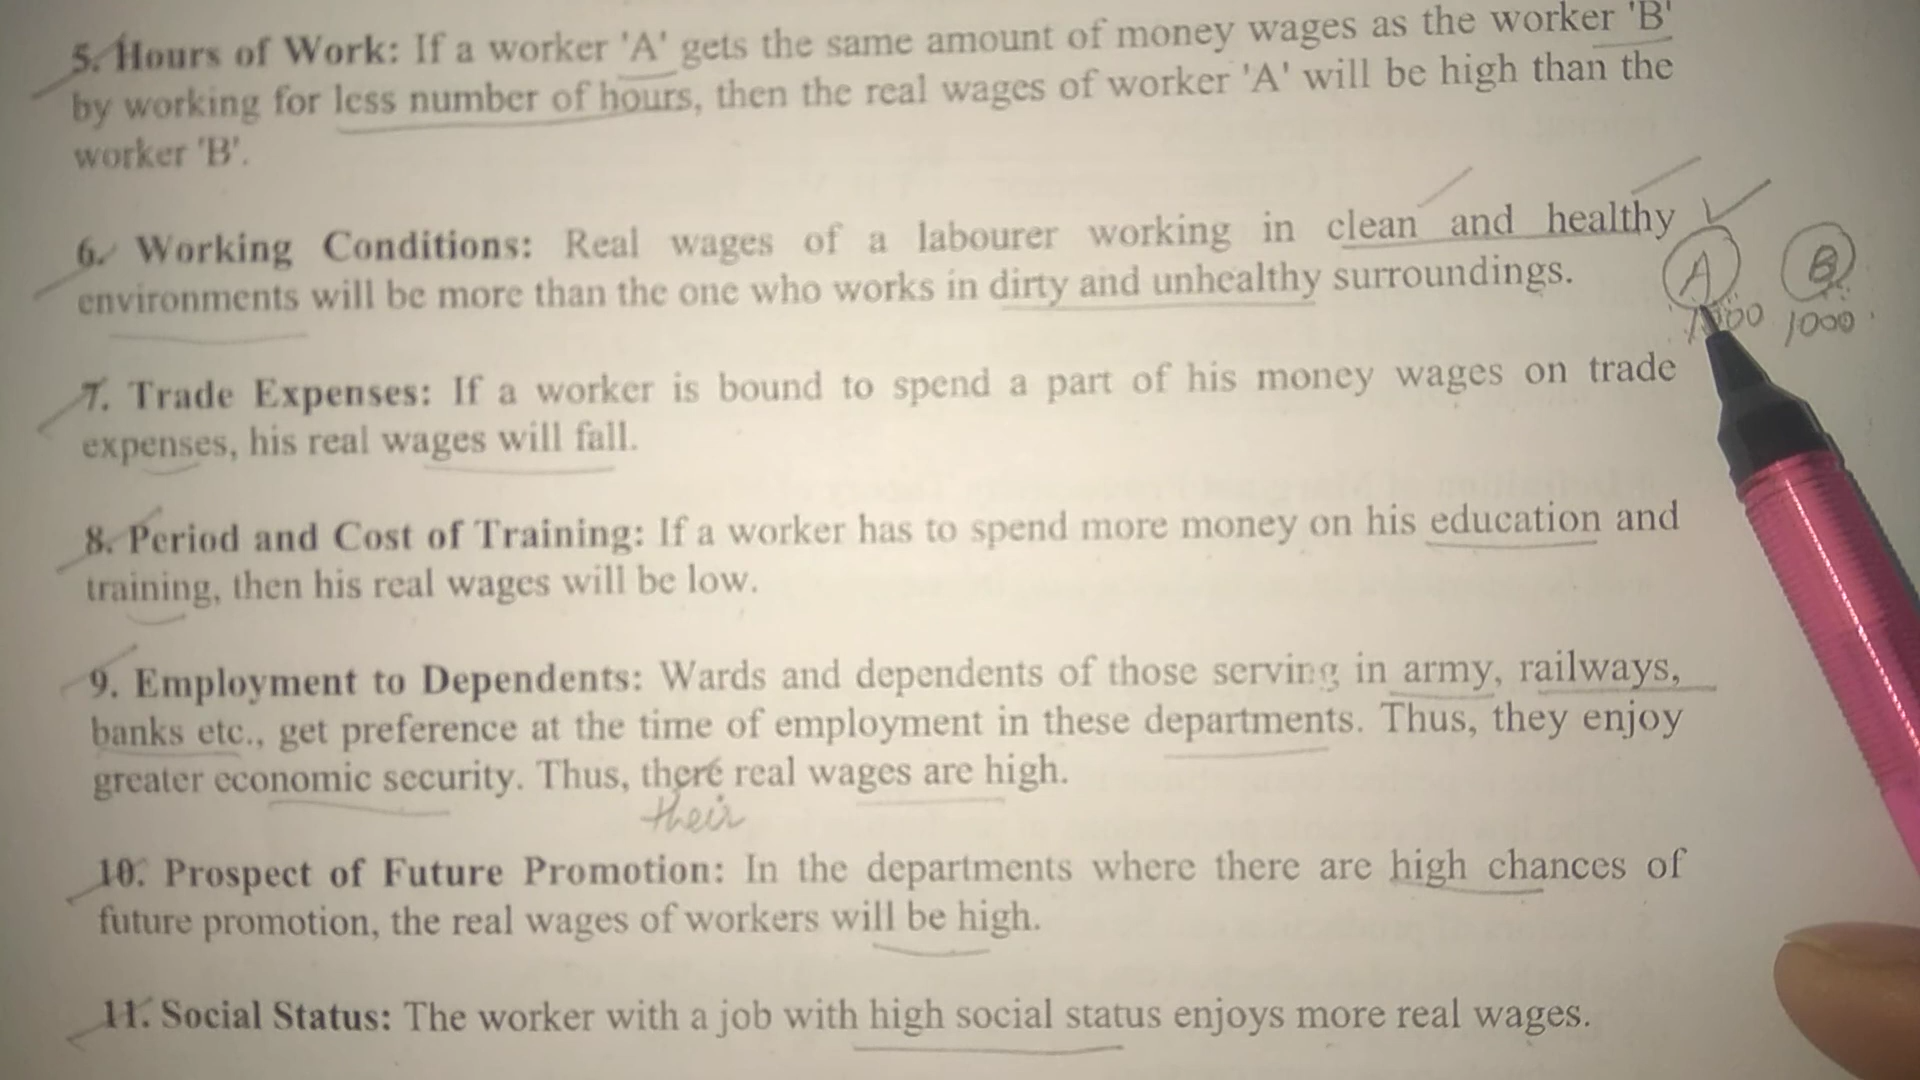 5. Hours of Work: If a worker 'A' gets the same amount of money wages as the worker 'B'
by working for less number of hours, then the real wages of worker 'A' will be high than the
worker 'B'.
6. Working Conditions: Real wages of a labourer working in clean and healthy
environments will be more than the one who works in dirty and unhealthy surroundings.
A B
1000 1000
7. Trade Expenses: If a worker is bound to spend a part of his money wages on trade
expenses, his real wages will fall.
8. Period and Cost of Training: If a worker has to spend more money on his education and
training, then his real wages will be low.
9. Employment to Dependents: Wards and dependents of those serving in army, railways,
banks etc., get preference at the time of employment in these departments. Thus, they enjoy
greater economic security. Thus, there real wages are high.
their
10. Prospect of Future Promotion: In the departments where there are high chances of
future promotion, the real wages of workers will be high.
11. Social Status: The worker with a job with high social status enjoys more real wages.